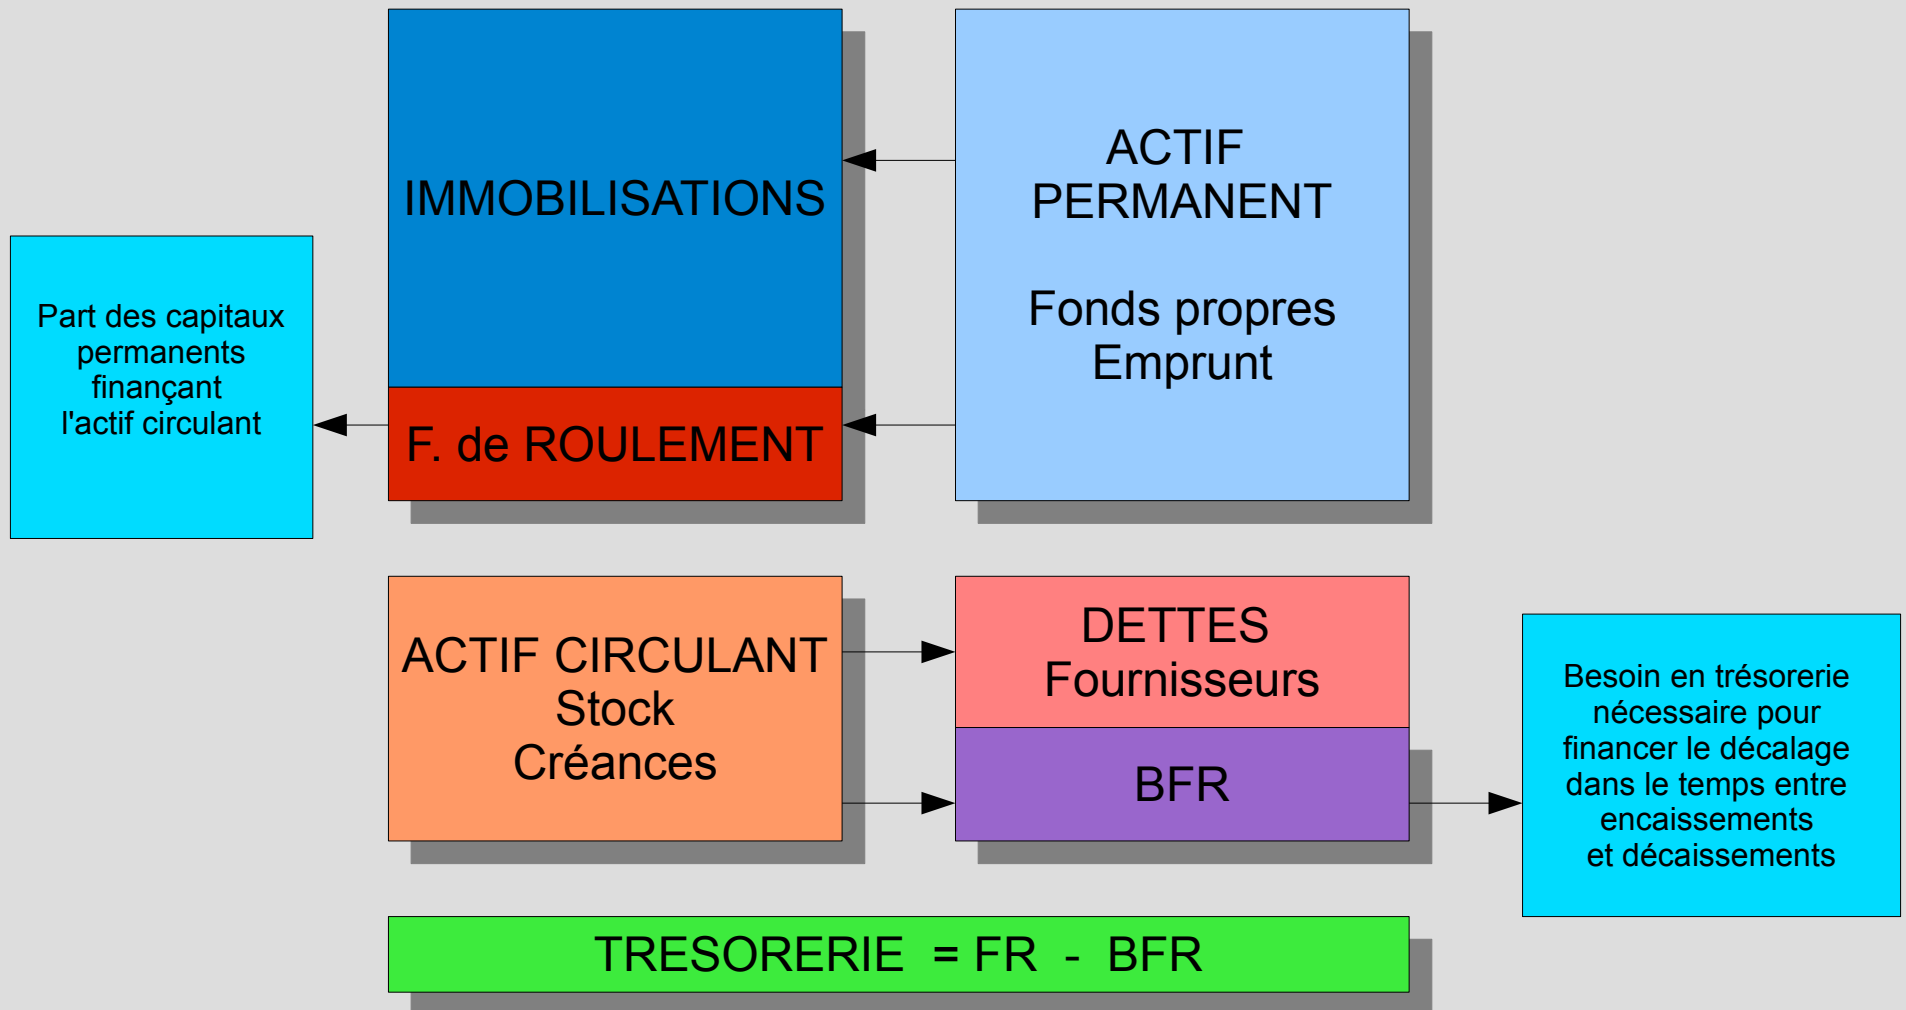 IMMOBILISATIONS
ACTIF
PERMANENT
Fonds propres
Emprunt
Part des capitaux
permanents
finançant
l'actif circulant
F. de ROULEMENT
ACTIF CIRCULANT
Stock
Créances
DETTES
Fournisseurs
BFR
Besoin en trésorerie
nécessaire pour
financer le décalage
dans le temps entre
encaissements
et décaissements
TRESORERIE = FR - BFR